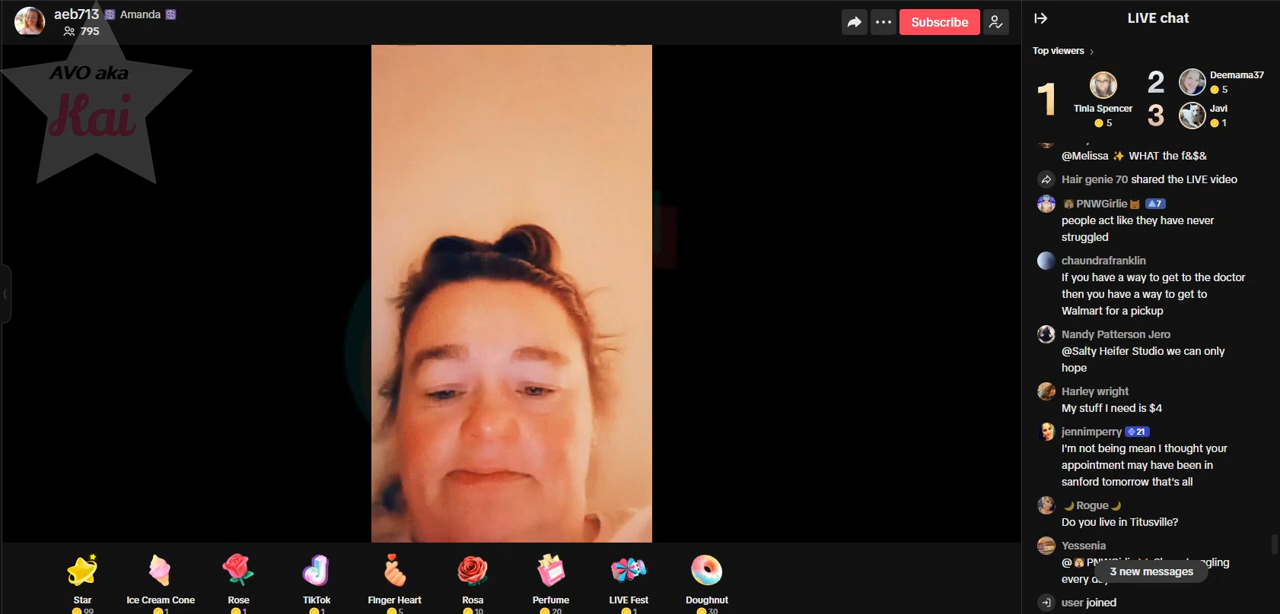 aeb713 Amanda
795
Subscribe
AVO aka
Kai
LIVE chat
Top viewers
1
Tinla Spencer
5
2
Deemama37
5
3
Javi
1
@Melissa ✨ WHAT the f&$&
Hair genie 70 shared the LIVE video
PNWGirlie 7
people act like they have never
struggled
chaundrafranklin
If you have a way to get to the doctor
then you have a way to get to
Walmart for a pickup
Nandy Patterson Jero
@Salty Heifer Studio we can only
hope
Harley wright
My stuff I need is $4
jennimperry 21
I'm not being mean I thought your
appointment may have been in
sanford tomorrow that's all
🌙Rogue🌙
Do you live in Titusville?
Yessenia
3 new messages
every
user joined
Star
99
Ice Cream Cone
1
Rose
1
TikTok
1
Finger Heart
5
Rosa
10
Perfume
20
LIVE Fest
1
Doughnut
30